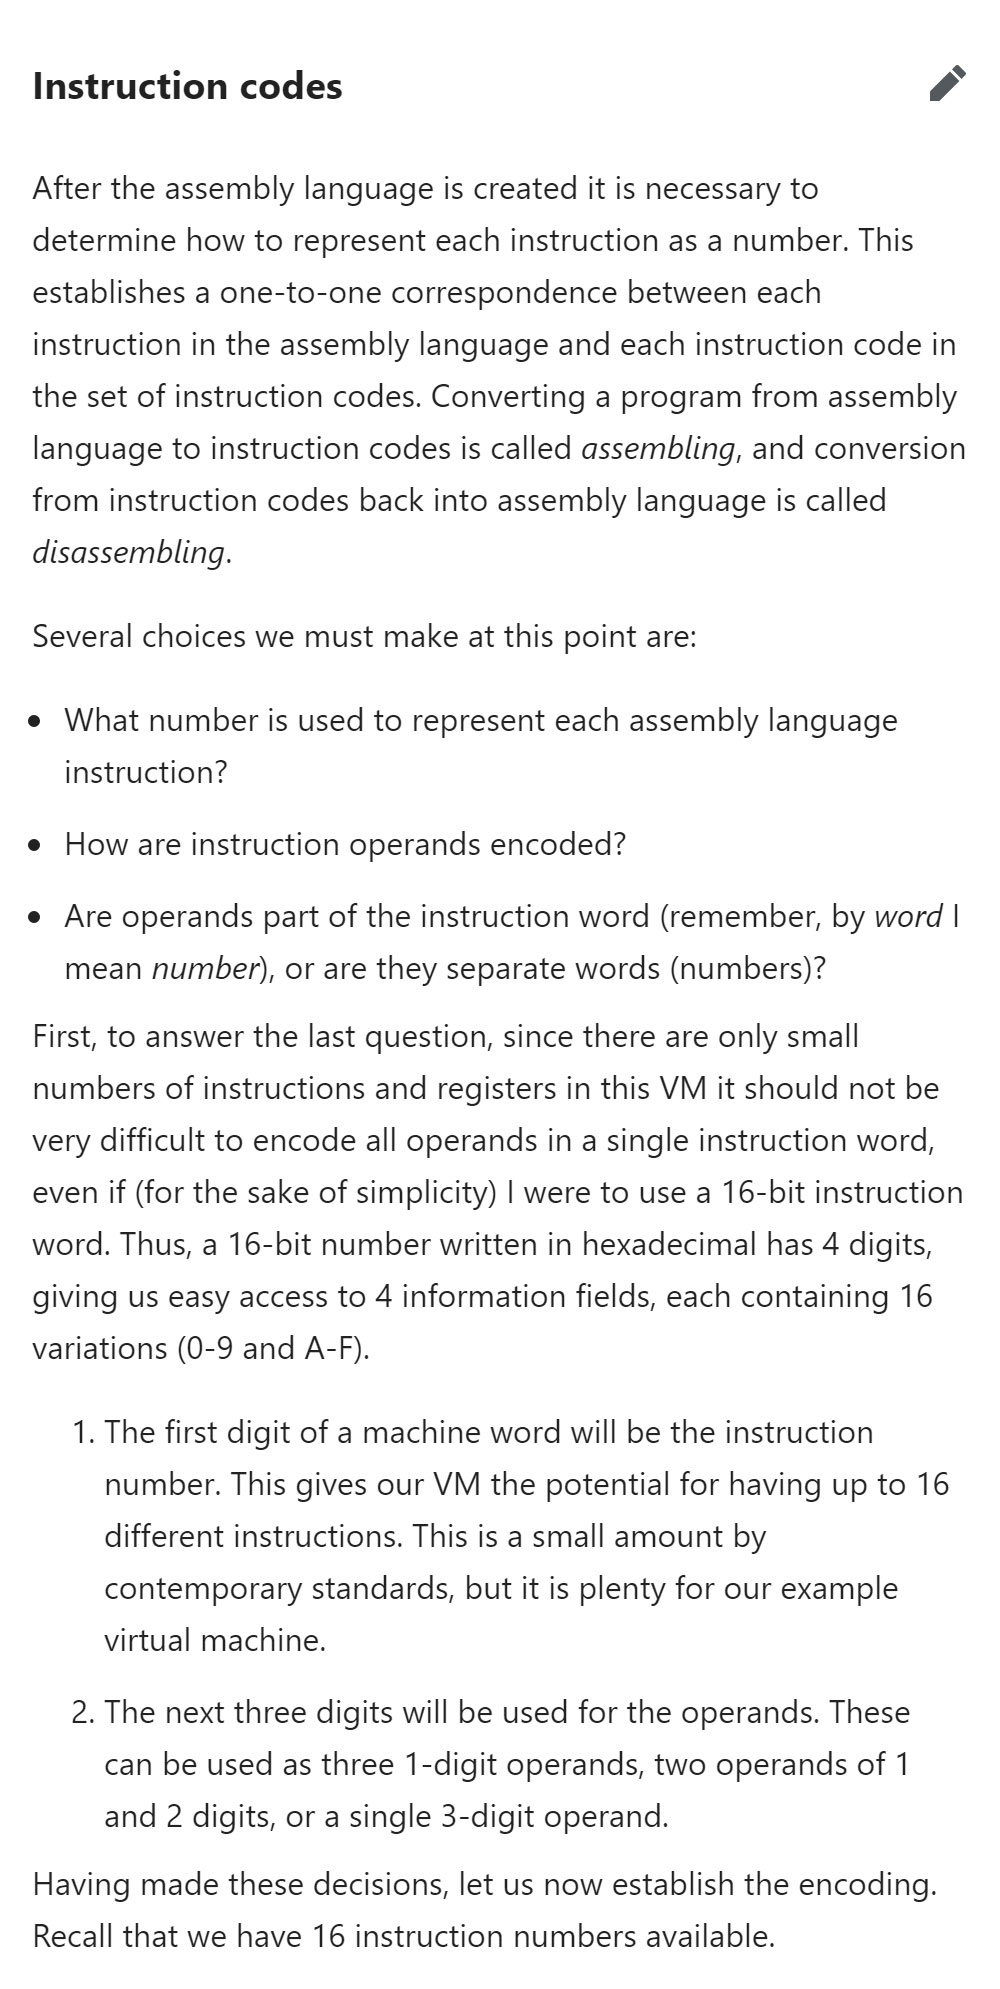 Instruction codes
After the assembly language is created it is necessary to
determine how to represent each instruction as a number. This
establishes a one-to-one correspondence between each
instruction in the assembly language and each instruction code in
the set of instruction codes. Converting a program from assembly
language to instruction codes is called assembling, and conversion
from instruction codes back into assembly language is called
disassembling.
Several choices we must make at this point are:
• What number is used to represent each assembly language
instruction?
• How are instruction operands encoded?
• Are operands part of the instruction word (remember, by word I
mean number), or are they separate words (numbers)?
First, to answer the last question, since there are only small
numbers of instructions and registers in this VM it should not be
very difficult to encode all operands in a single instruction word,
even if (for the sake of simplicity) I were to use a 16-bit instruction
word. Thus, a 16-bit number written in hexadecimal has 4 digits,
giving us easy access to 4 information fields, each containing 16
variations (0-9 and A-F).
1. The first digit of a machine word will be the instruction
number. This gives our VM the potential for having up to 16
different instructions. This is a small amount by
contemporary standards, but it is plenty for our example
virtual machine.
2. The next three digits will be used for the operands. These
can be used as three 1-digit operands, two operands of 1
and 2 digits, or a single 3-digit operand.
Having made these decisions, let us now establish the encoding.
Recall that we have 16 instruction numbers available.